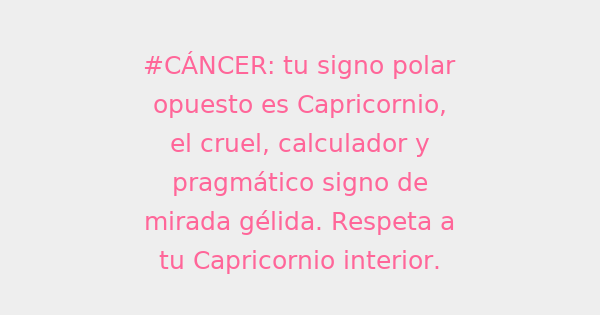 #CÁNCER: tu signo polar
opuesto es Capricornio,
el cruel, calculador y
pragmático signo de
mirada gélida. Respeta a
tu Capricornio interior.